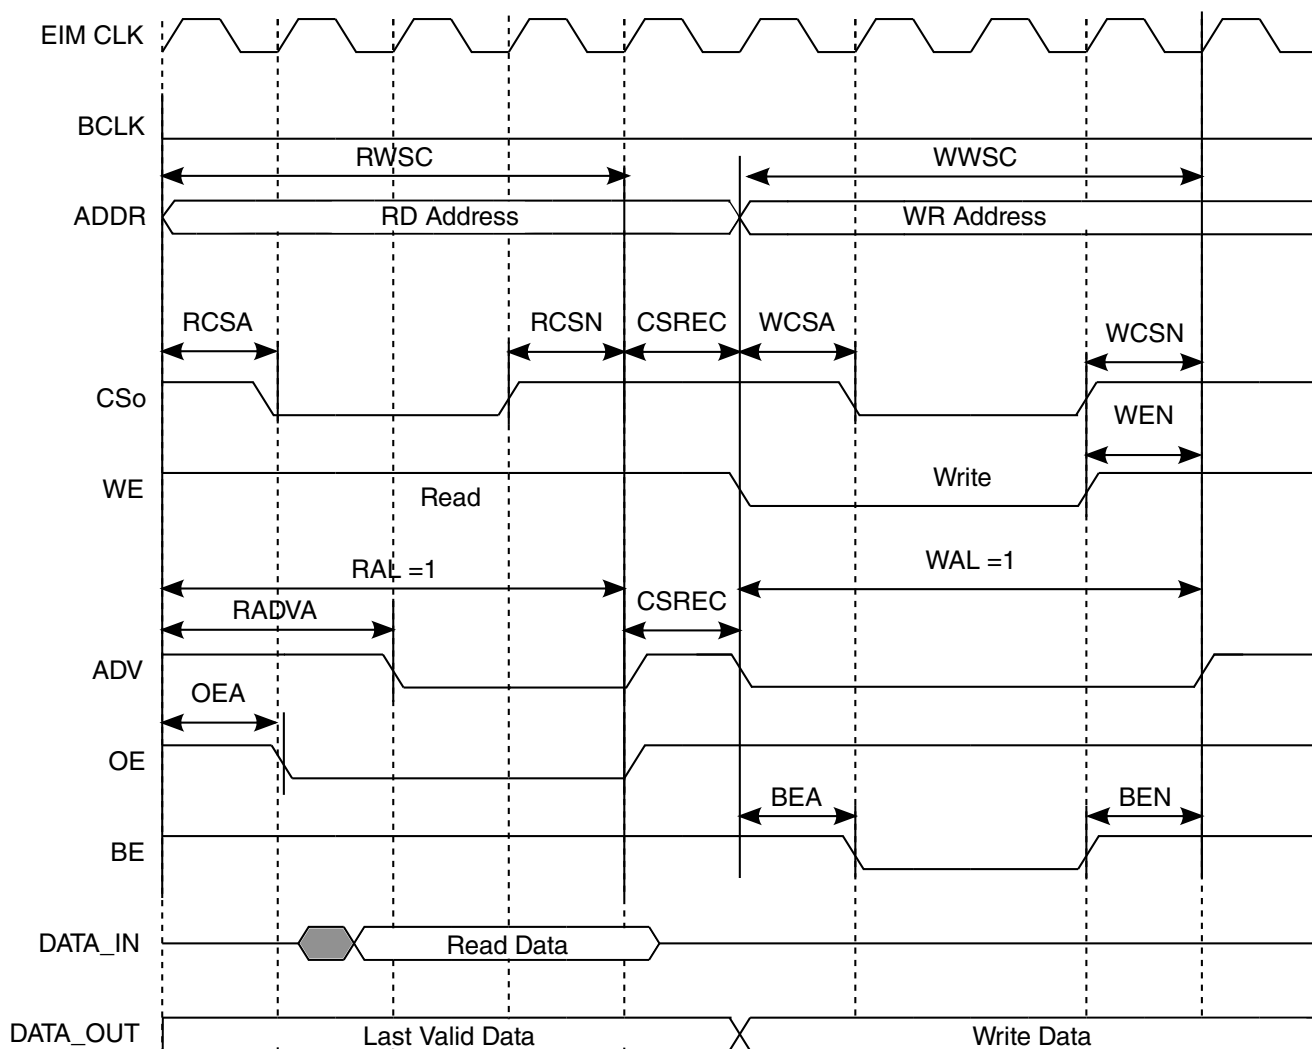 EIM CLK
BCLK
RWSC
WWSC
ADDR
RD Address
WR Address
RCSA
RCSN
CSREC
WCSA
WCSN
CSo
WEN
WE
Read
Write
RAL =1
WAL =1
RADVA
CSREC
ADV
OEA
OE
BEA
BEN
BE
DATA_IN
Read Data
DATA_OUT
Last Valid Data
Write Data